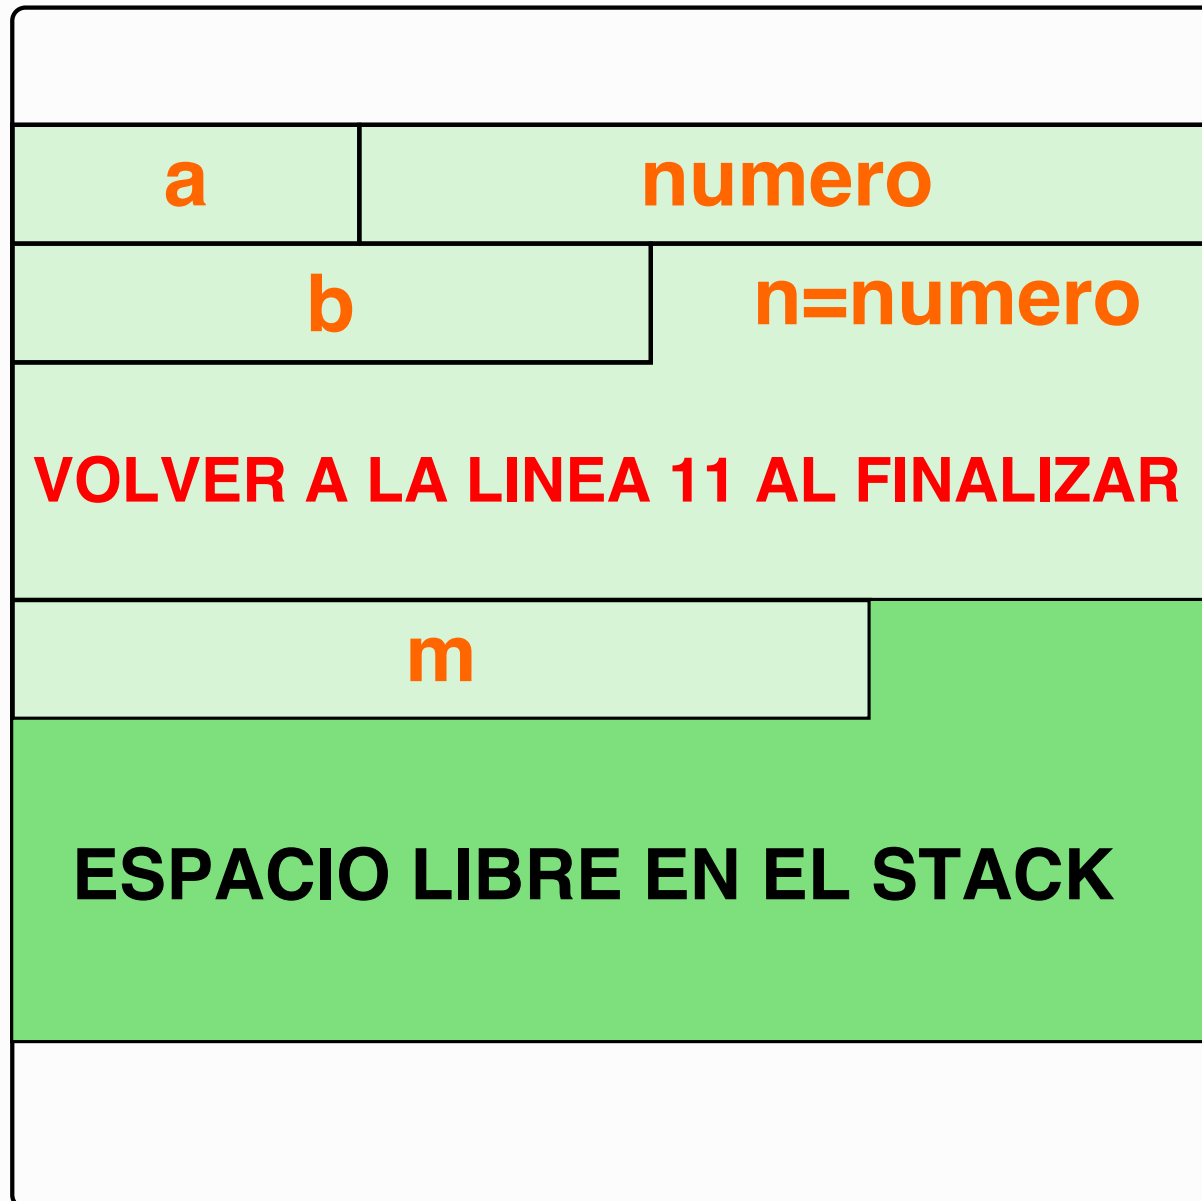 a numero
b n=numero
VOLVER A LA LINEA 11 AL FINALIZAR
m
ESPACIO LIBRE EN EL STACK